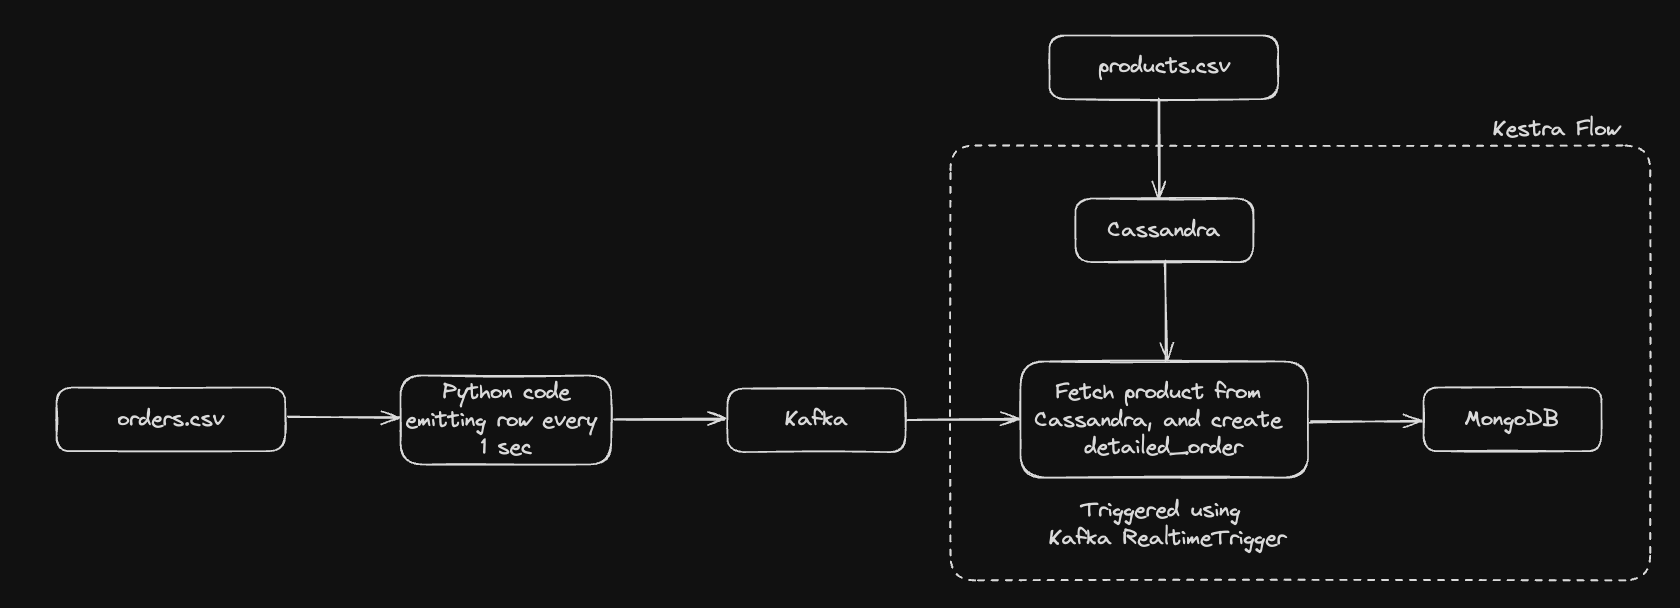 products.csv
Kestra Flow
Cassandra
orders.csv
Python code
emitting row every
1 sec
Kafka
Fetch product from
Cassandra, and create
detailed_order
MongoDB
Triggered using
Kafka RealtimeTrigger